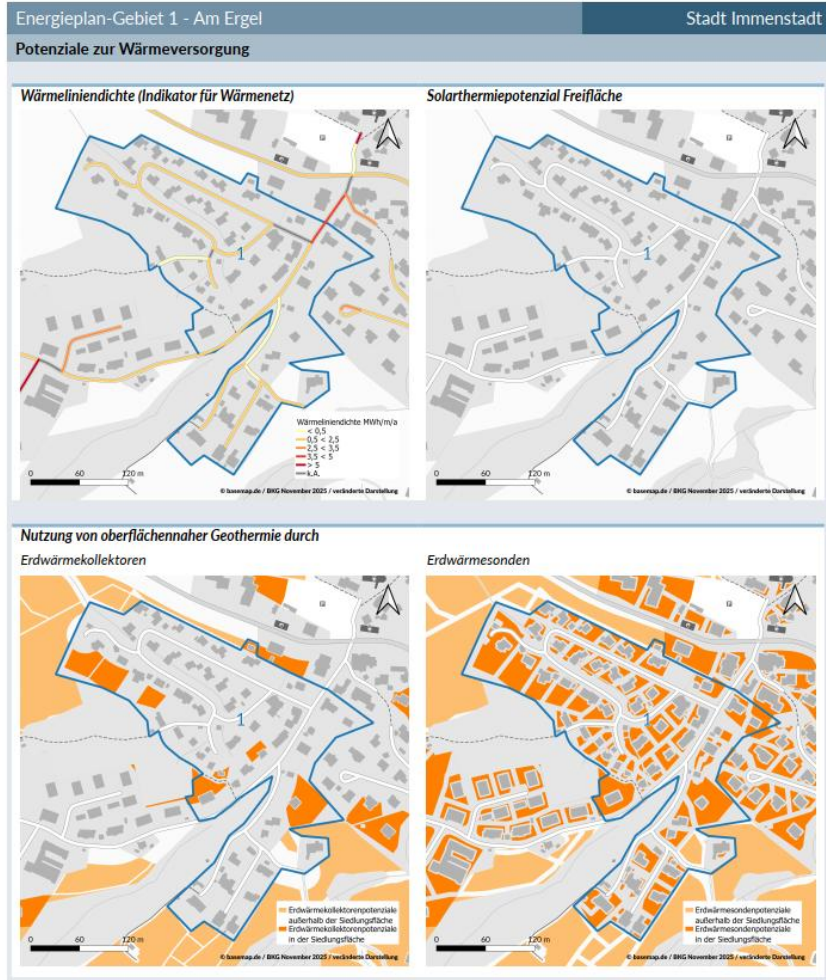 Energieplan-Gebiet 1 - Am Ergel
Stadt Immenstadt
Potenziale zur Wärmeversorgung
Wärmeliniendichte (Indikator für Wärmenetz)
Solarthermiepotenzial Freifläche
1
1
Wärmeliniendichte MWh/m/a
< 0,5
0,5 < 2,5
2,5 < 3,5
3,5 < 5
> 5
k.A.
0 60 120 m
© basemap.de / BKG November 2025 / veränderte Darstellung
0 60 120 m
© basemap.de / BKG November 2025 / veränderte Darstellung
Nutzung von oberflächennaher Geothermie durch
Erdwärmekollektoren
Erdwärmesonden
1
1
Erdwärmekollektorenpotenziale
außerhalb der Siedlungsfläche
Erdwärmekollektorenpotenziale
in der Siedlungsfläche
0 60 120 m
© basemap.de / BKG November 2025 / veränderte Darstellung
Erdwärmesondenpotenziale
außerhalb der Siedlungsfläche
Erdwärmesondenpotenziale
in der Siedlungsfläche
0 60 120 m
© basemap.de / BKG November 2025 / veränderte Darstellung